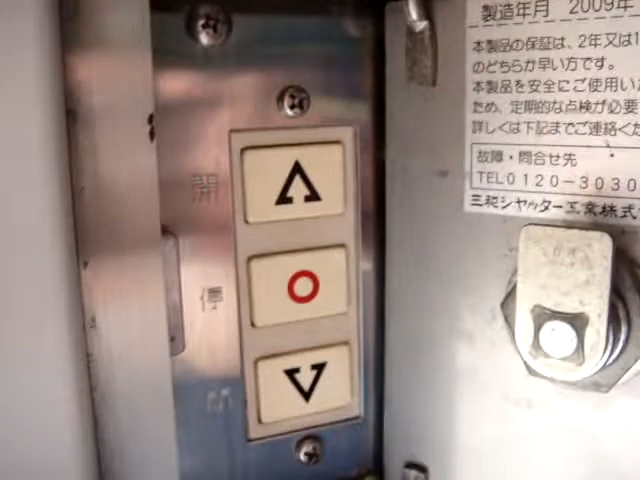 製造年月 2009年
本製品の保証は、2年又は1
のどちらか早い方です。
本製品を安全にご使用い
ため、定期的な点検が必要
詳しくは下記までご連絡く
故障・問合せ先
TEL0120-3030
三和シヤッター工業株式
開